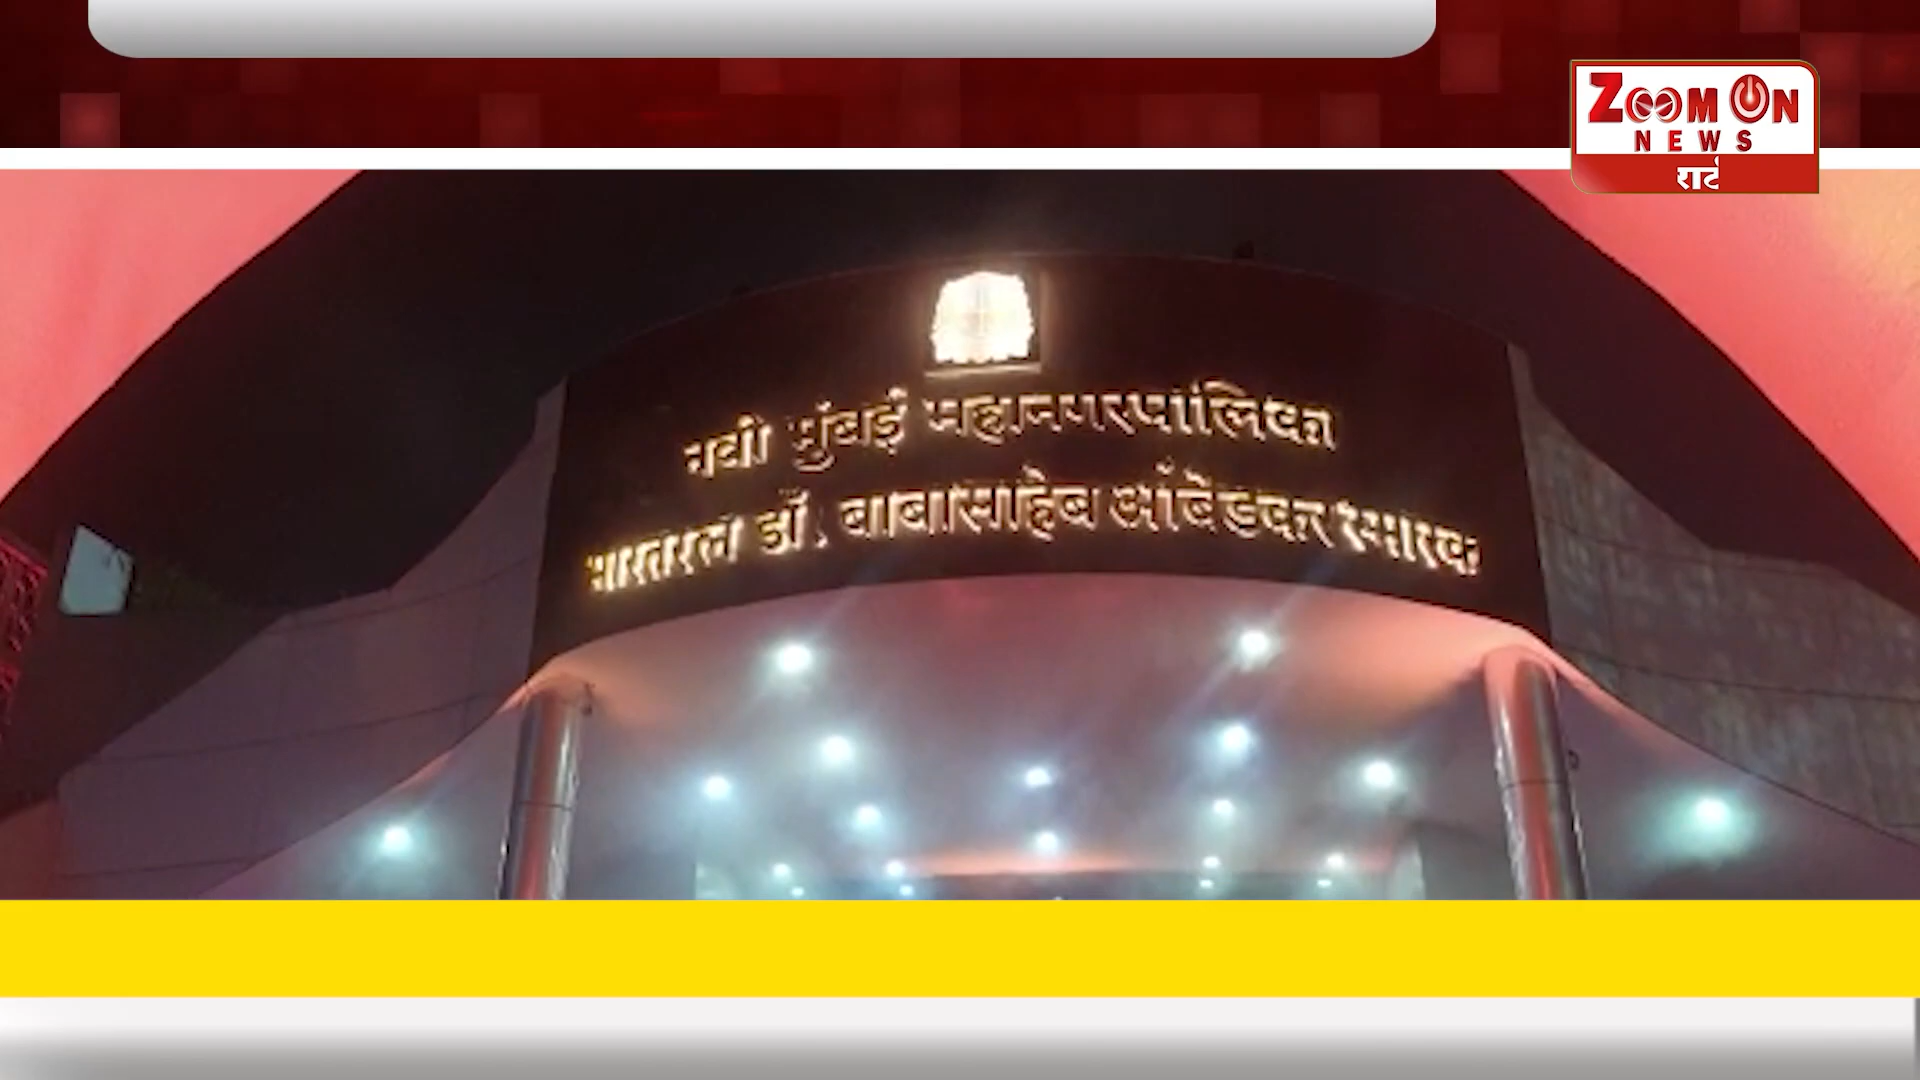 ZOOM ON
NEWS
नवी मुंबई महानगरपालिका
भारतरत्न डॉ. बाबासाहेब आंबेडकर स्मारक